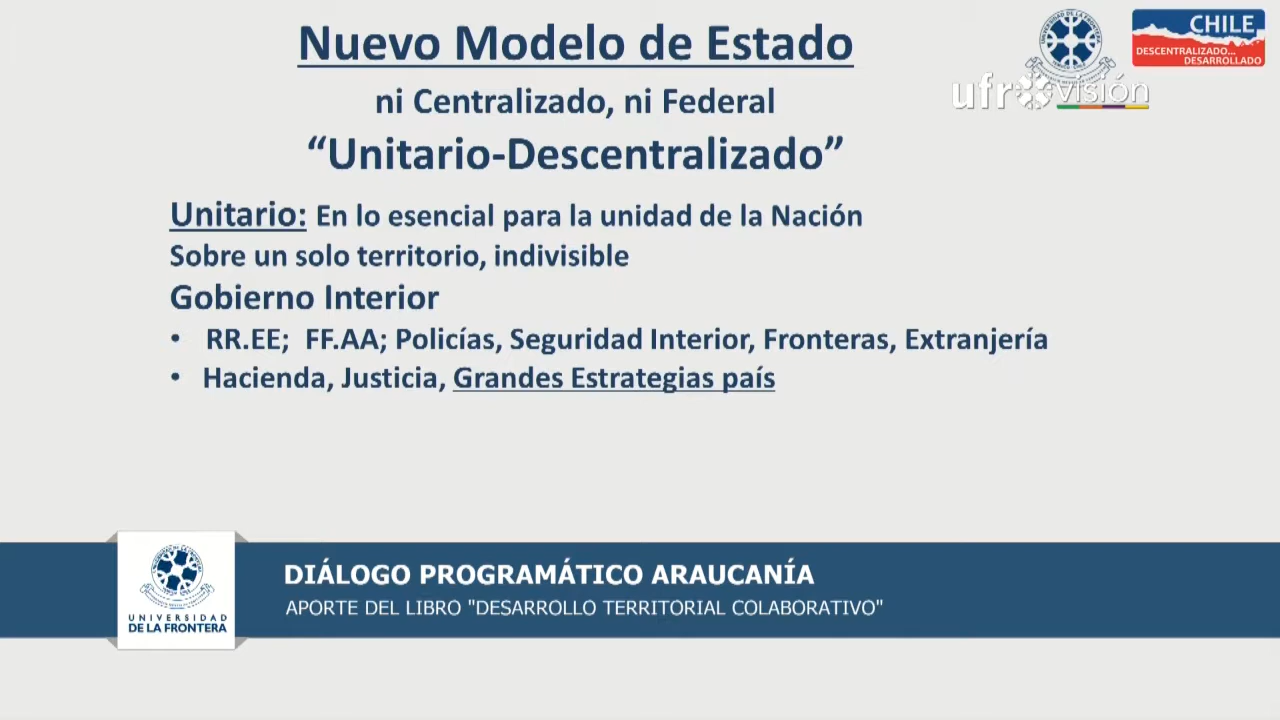 Nuevo Modelo de Estado
ni Centralizado, ni Federal
“Unitario-Descentralizado”
CHILE
DESCENTRALIZADO...
DESARROLLADO
ufrovisión
Unitario: En lo esencial para la unidad de la Nación
Sobre un solo territorio, indivisible
Gobierno Interior
• RR.EE; FF.AA; Policías, Seguridad Interior, Fronteras, Extranjería
• Hacienda, Justicia, Grandes Estrategias país
UNIVERSIDAD
DE LA FRONTERA
DIÁLOGO PROGRAMÁTICO ARAUCANÍA
APORTE DEL LIBRO "DESARROLLO TERRITORIAL COLABORATIVO"